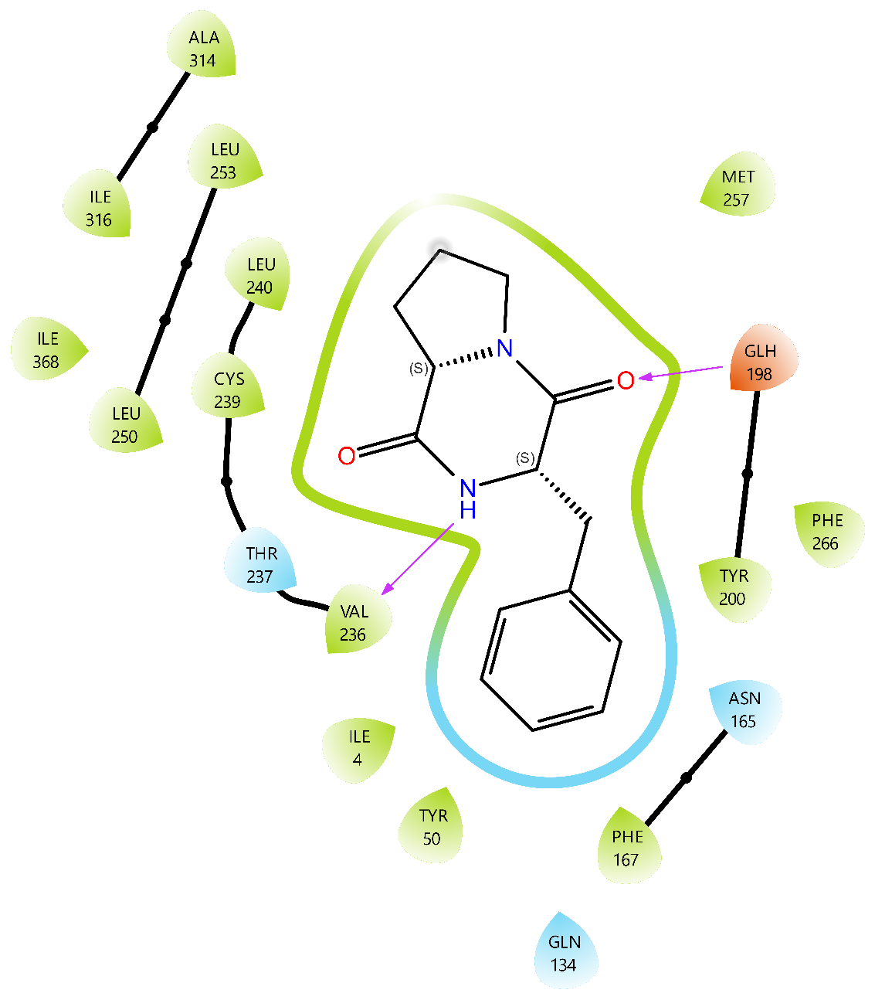 ALA
314
LEU
253
ILE
316
MET
257
LEU
240
ILE
368
GLH
198
N
(S)
O
CYS
239
LEU
250
O
(S)
N
H
PHE
266
THR
237
TYR
200
VAL
236
ASN
165
ILE
4
TYR
50
PHE
167
GLN
134